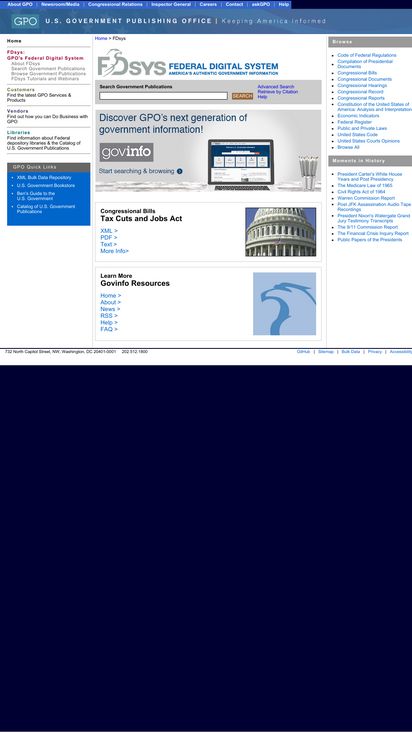 About GPO | Newsroom/Media | Congressional Relations | Inspector General | Careers | Contact | askGPO | Help
GPO U.S. GOVERNMENT PUBLISHING OFFICE | Keeping America Informed
Home
FDsys:
GPO's Federal Digital System
About FDsys
Search Government Publications
Browse Government Publications
FDsys Tutorials and Webinars
Customers
Find the latest GPO Services &
Products
Vendors
Find out how you can Do Business with
GPO
Libraries
Find information about Federal
depository libraries & the Catalog of
U.S. Government Publications
GPO Quick Links
XML Bulk Data Repository
U.S. Government Bookstore
Ben's Guide to the
U.S. Government
Catalog of U.S. Government
Publications
Home > FDsys
FDsys FEDERAL DIGITAL SYSTEM
AMERICA'S AUTHENTIC GOVERNMENT INFORMATION
Search Government Publications
SEARCH
Advanced Search
Retrieve by Citation
Help
Discover GPO's next generation of
government information!
govinfo
Start searching & browsing
Congressional Bills
Tax Cuts and Jobs Act
XML >
PDF >
Text >
More Info>
Learn More
Govinfo Resources
Home >
About >
News >
RSS >
Help >
FAQ >
Browse
Code of Federal Regulations
Compilation of Presidential
Documents
Congressional Bills
Congressional Documents
Congressional Hearings
Congressional Record
Congressional Reports
Constitution of the United States of
America: Analysis and Interpretation
Economic Indicators
Federal Register
Public and Private Laws
United States Code
United States Courts Opinions
Browse All
Moments in History
President Carter's White House
Years and Post Presidency
The Medicare Law of 1965
Civil Rights Act of 1964
Warren Commission Report
Post JFK Assassination Audio Tape
Recordings
President Nixon's Watergate Grand
Jury Testimony Transcripts
The 9/11 Commission Report
The Financial Crisis Inquiry Report
Public Papers of the Presidents
732 North Capitol Street, NW, Washington, DC 20401-0001 202.512.1800
GitHub | Sitemap | Bulk Data | Privacy | Accessibility